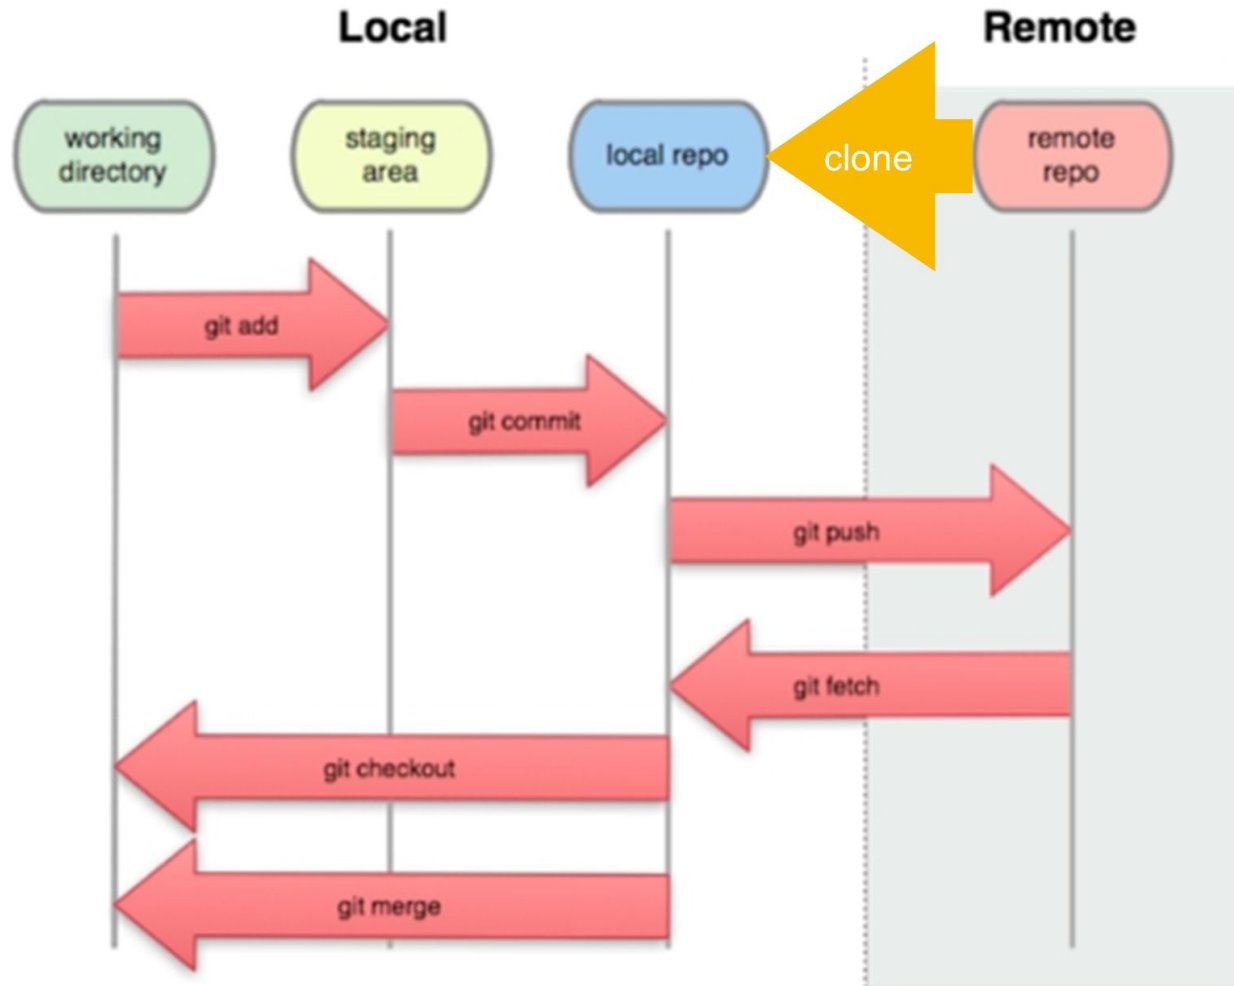 Local
Remote
working
directory
staging
area
local repo
clone
remote
repo
git add
git commit
git push
git fetch
git checkout
git merge